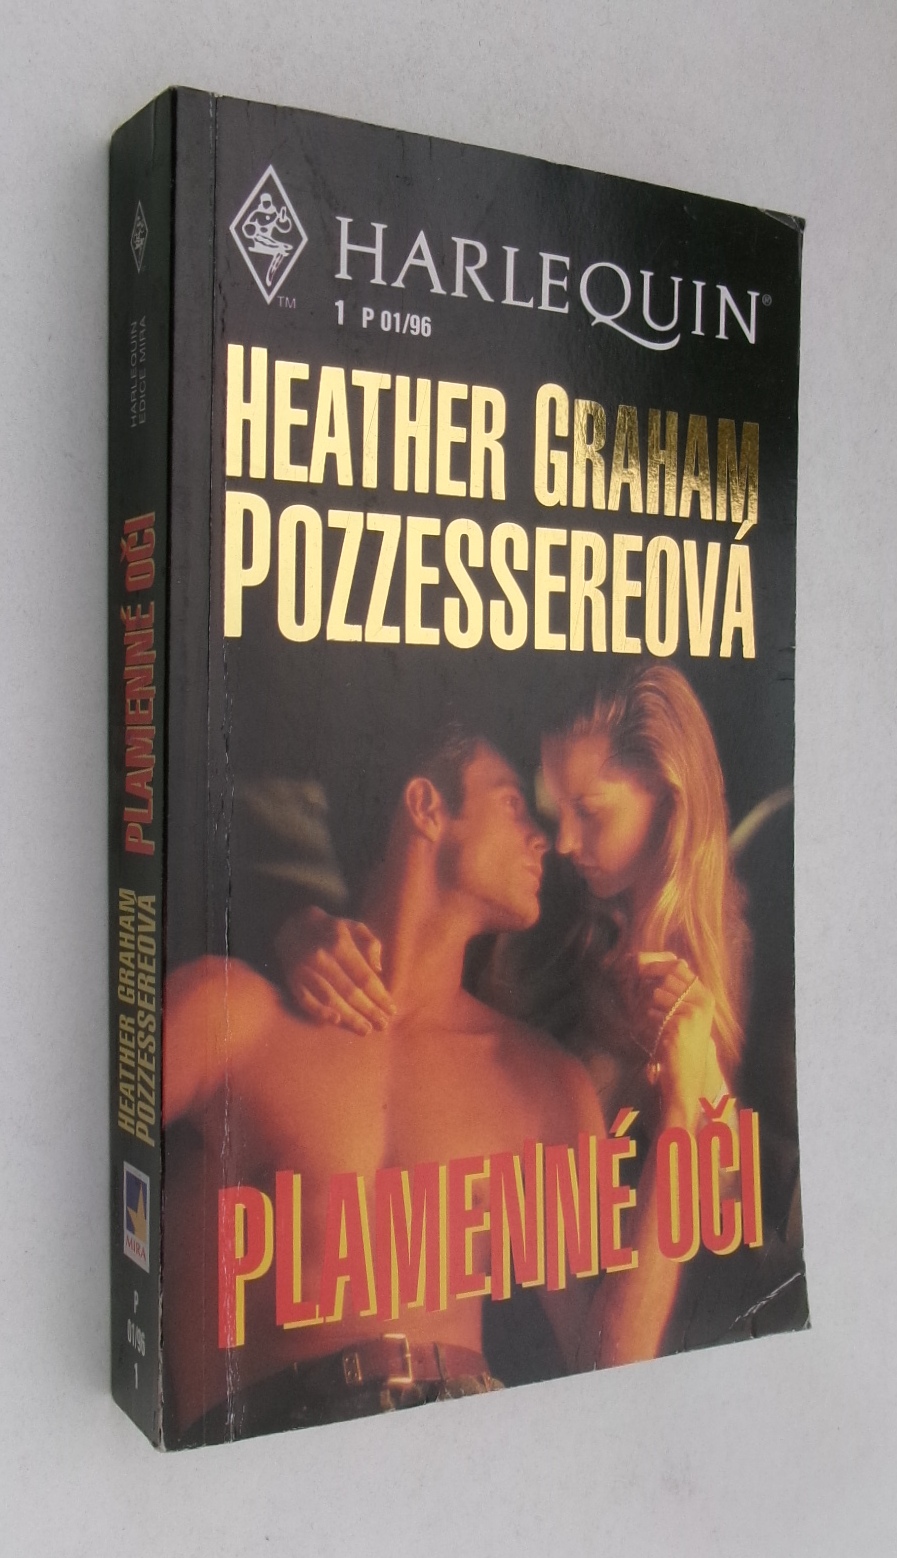 HARLEQUIN®
TM
1 P 01/96
HEATHER GRAHAM
POZZESSEREOVÁ
PLAMENNÉ OČI
HARLEQUIN
EDICE MIRA
PLAMENNÉ OČI
HEATHER GRAHAM
POZZESSEREOVÁ
MIRA
P
01/96
1